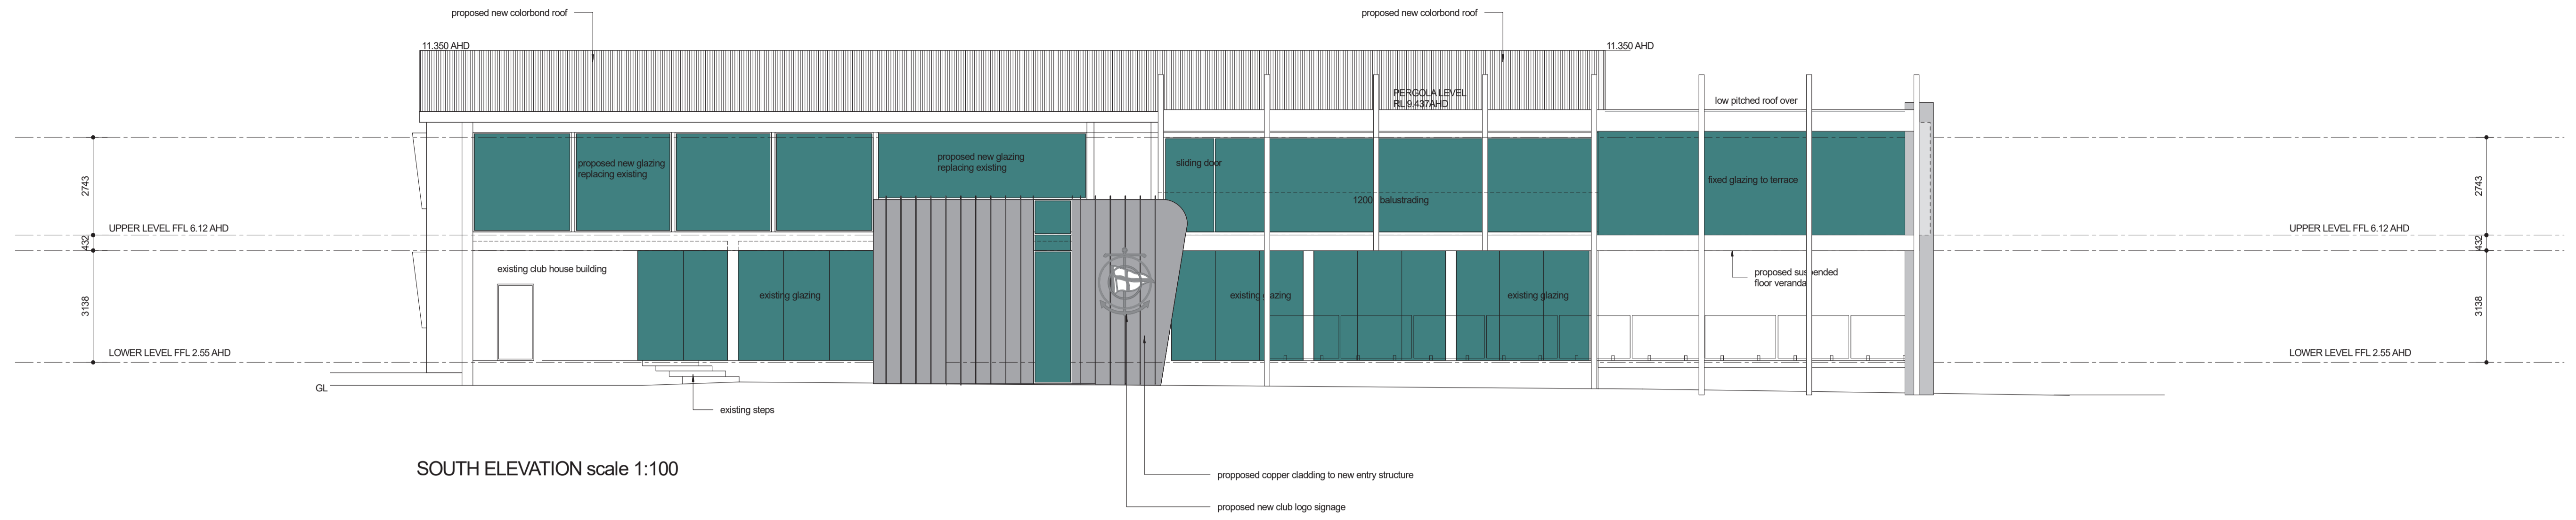 proposed new colorbond roof
proposed new colorbond roof
11.350 AHD
11.350 AHD
PERGOLA LEVEL
RL 9.437AHD
low pitched roof over
proposed new glazing
replacing existing
proposed new glazing
replacing existing
sliding door
fixed glazing to terrace
1200 balustrading
2743
2743
UPPER LEVEL FFL 6.12 AHD
UPPER LEVEL FFL 6.12 AHD
432
432
existing club house building
proposed suspended
floor veranda
existing glazing
existing glazing
existing glazing
3138
3138
LOWER LEVEL FFL 2.55 AHD
LOWER LEVEL FFL 2.55 AHD
GL
existing steps
SOUTH ELEVATION scale 1:100
propposed copper cladding to new entry structure
proposed new club logo signage